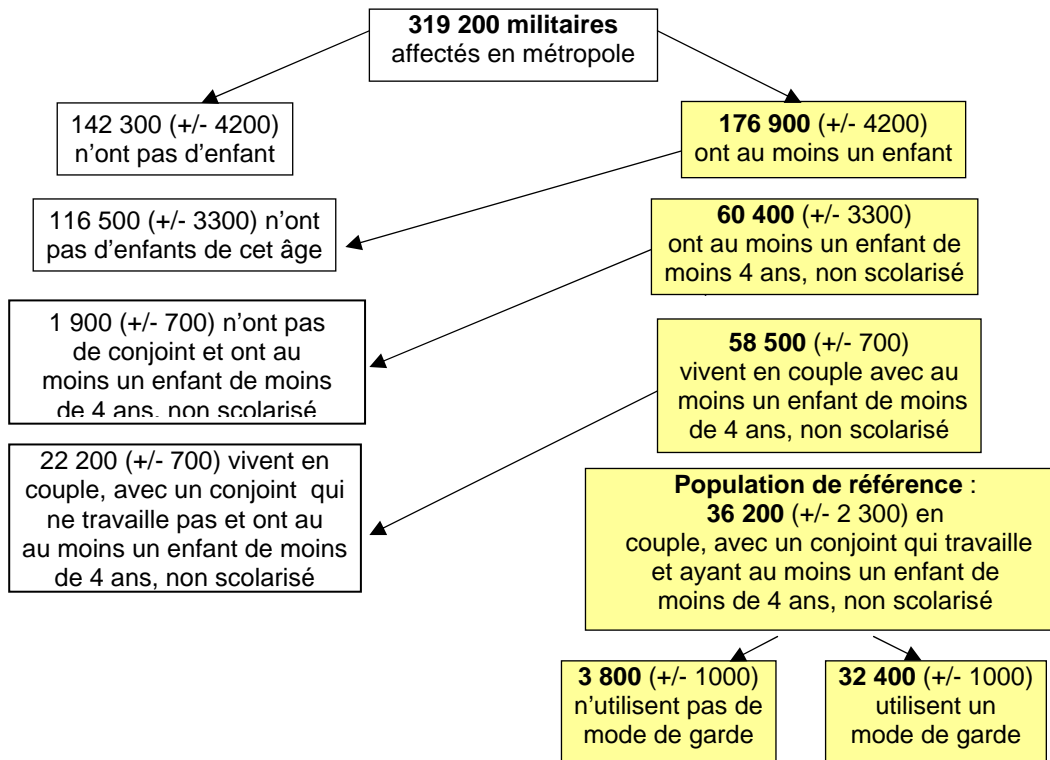 319 200 militaires
affectés en métropole
142 300 (+/- 4200)
n'ont pas d'enfant
176 900 (+/- 4200)
ont au moins un enfant
116 500 (+/- 3300) n'ont
pas d'enfants de cet âge
60 400 (+/- 3300)
ont au moins un enfant de
moins 4 ans, non scolarisé
1 900 (+/- 700) n'ont pas
de conjoint et ont au
moins un enfant de moins
de 4 ans, non scolarisé
58 500 (+/- 700)
vivent en couple avec au
moins un enfant de moins
de 4 ans, non scolarisé
22 200 (+/- 700) vivent en
couple, avec un conjoint qui
ne travaille pas et ont au
au moins un enfant de moins
de 4 ans, non scolarisé
Population de référence :
36 200 (+/- 2 300) en
couple, avec un conjoint qui travaille
et ayant au moins un enfant de
moins de 4 ans, non scolarisé
3 800 (+/- 1000)
n'utilisent pas de
mode de garde
32 400 (+/- 1000)
utilisent un
mode de garde